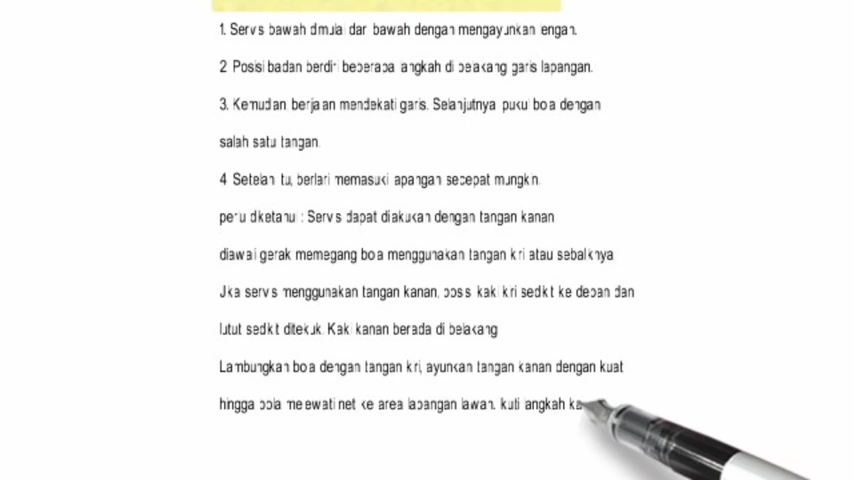 1. Servis bawah dimulai dari bawah dengan mengayunkan lengan.
2. Posisi badan berdiri beberapa langkah di belakang garis lapangan.
3. Kemudian berjalan mendekati garis. Selanjutnya pukul bola dengan
salah satu tangan.
4. Setelah itu, berlari memasuki lapangan secepat mungkin.
perlu diketahui : Servis dapat dilakukan dengan tangan kanan
diawali gerak memegang bola menggunakan tangan kiri atau sebaliknya
Jika servis menggunakan tangan kanan, posisi kaki kiri sedikit ke depan dan
lutut sedikit ditekuk. Kaki kanan berada di belakang
Lambungkan bola dengan tangan kiri, ayunkan tangan kanan dengan kuat
hingga bola melewati net ke area lapangan lawan. Ikuti langkah ka